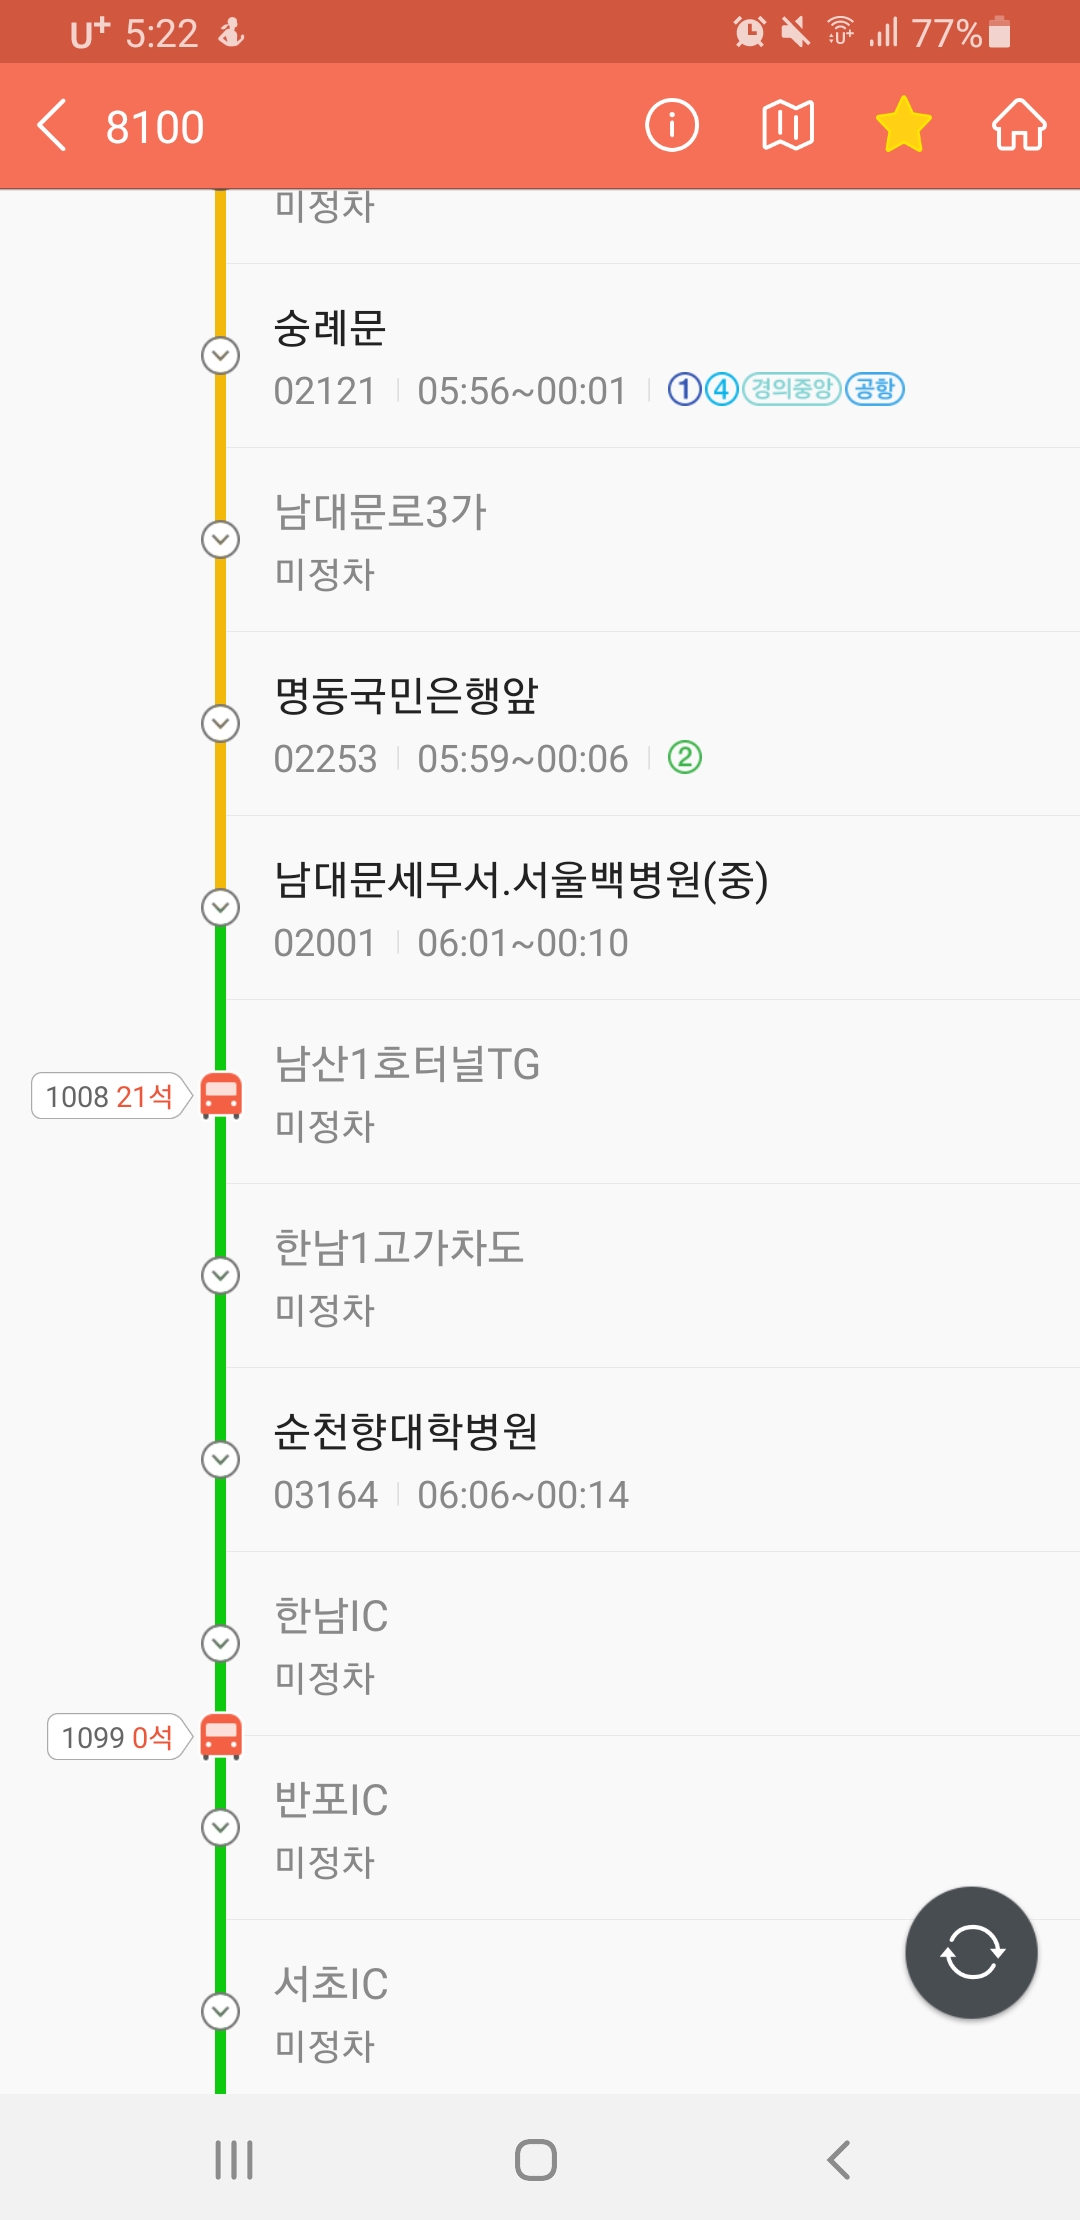 U+ 5:22 U+ 77%
8100
미정차
숭례문
02121 05:56~00:01 1 4 경의중앙 공항
남대문로3가
미정차
명동국민은행앞
02253 05:59~00:06 2
남대문세무서.서울백병원(중)
02001 06:01~00:10
남산1호터널TG
1008 21석
미정차
한남1고가차도
미정차
순천향대학병원
03164 06:06~00:14
한남IC
미정차
1099 0석
반포IC
미정차
서초IC
미정차